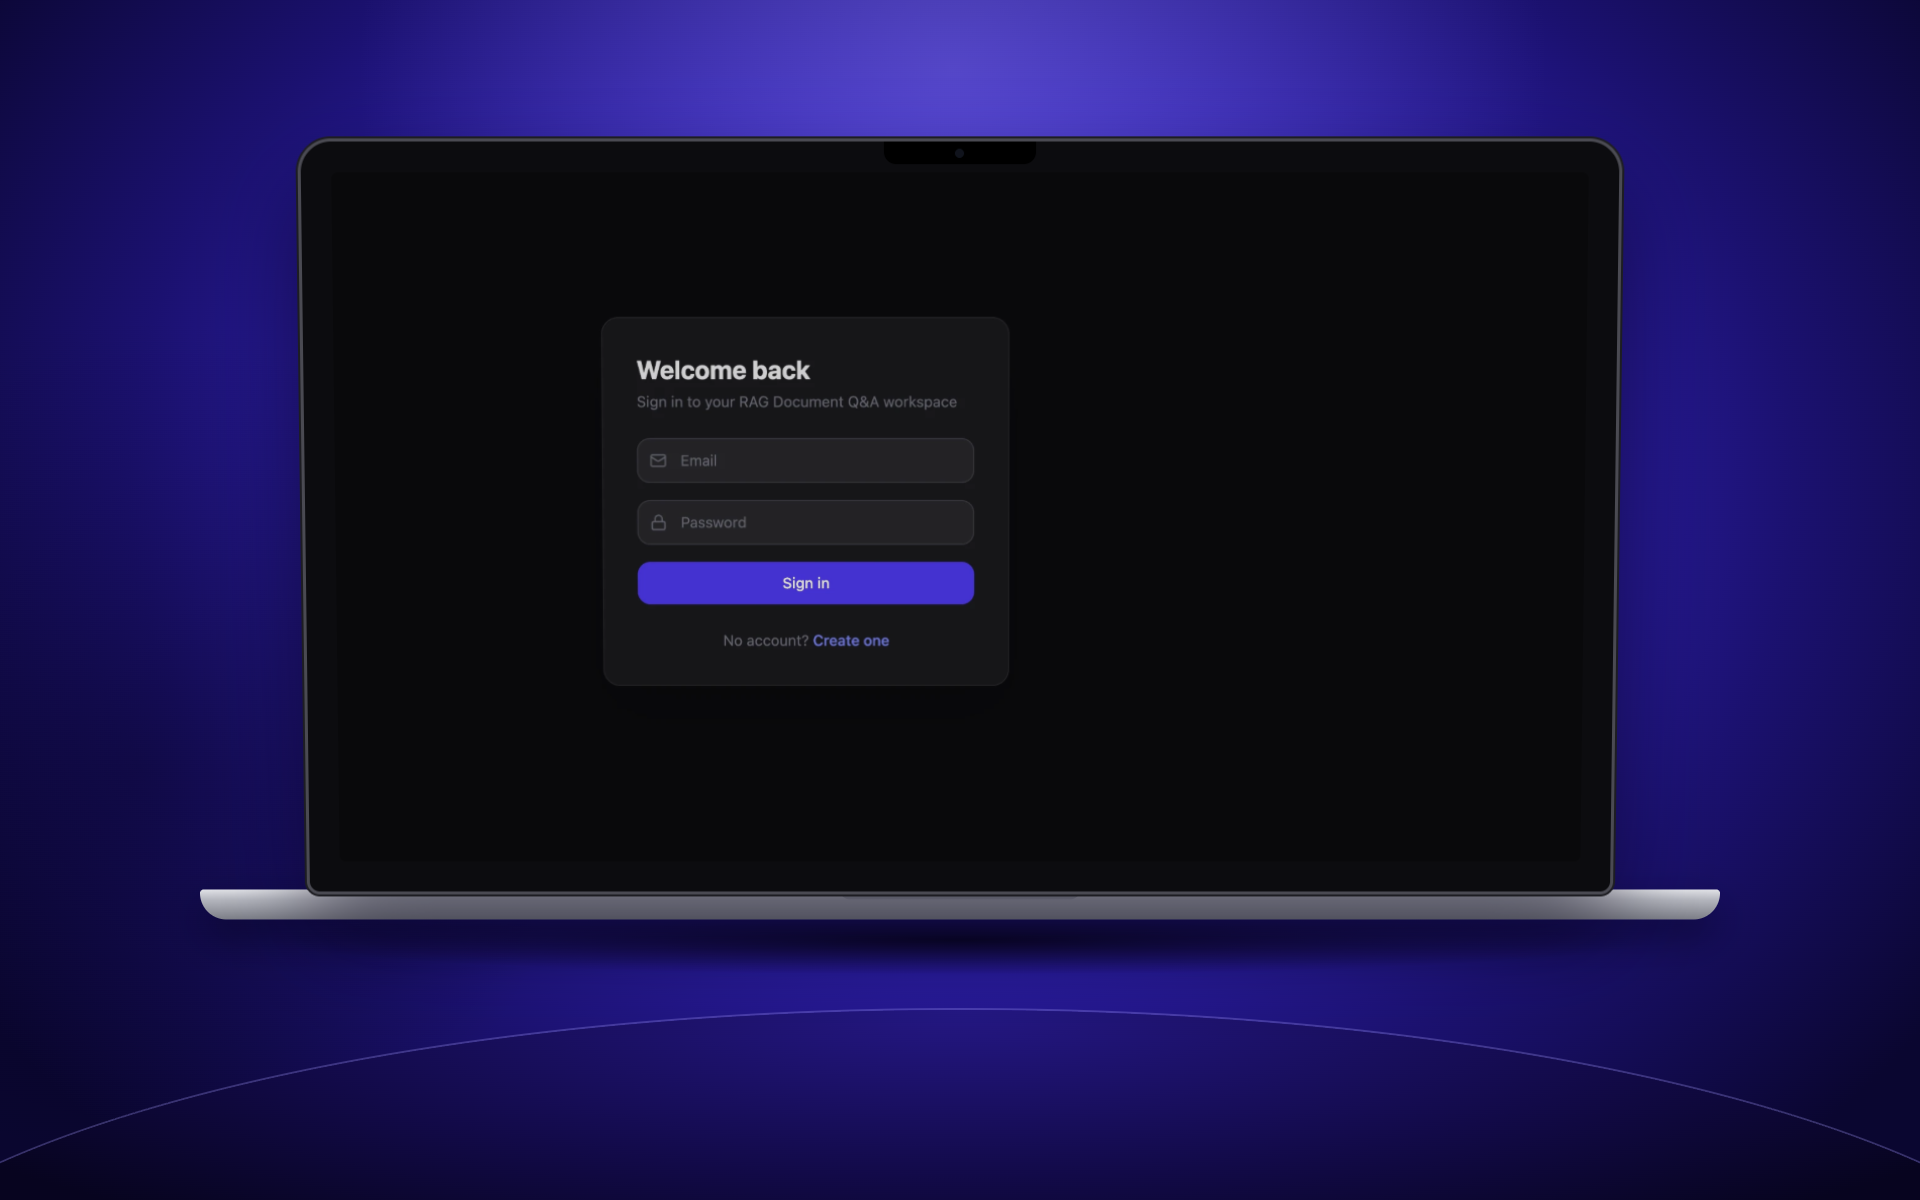 Welcome back
Sign in to your RAG Document Q&A workspace
Email
Password
Sign in
No account? Create one